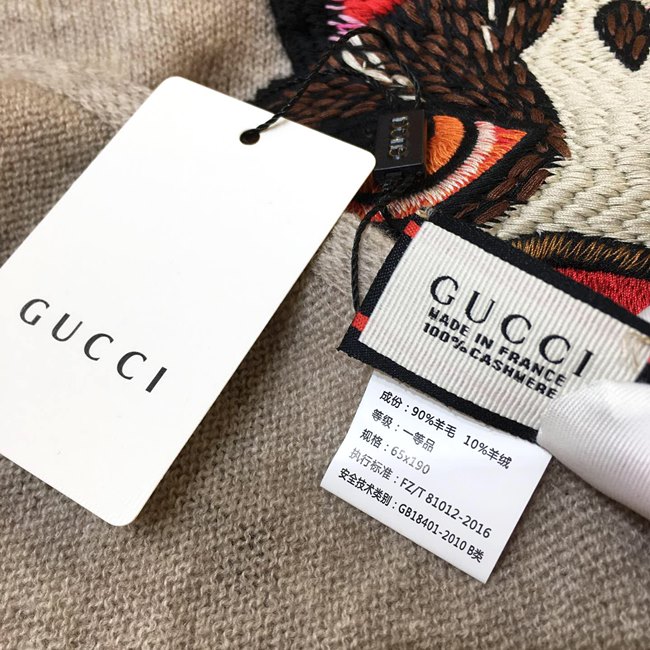 GUCCI
GUCCI
GUCCI
MADE IN FRANCE
100% CASHMERE
成份：90%羊毛 10%羊绒
等级：一等品
规格：65x190
执行标准：FZ/T 81012-2016
安全技术类别：GB18401-2010 B类